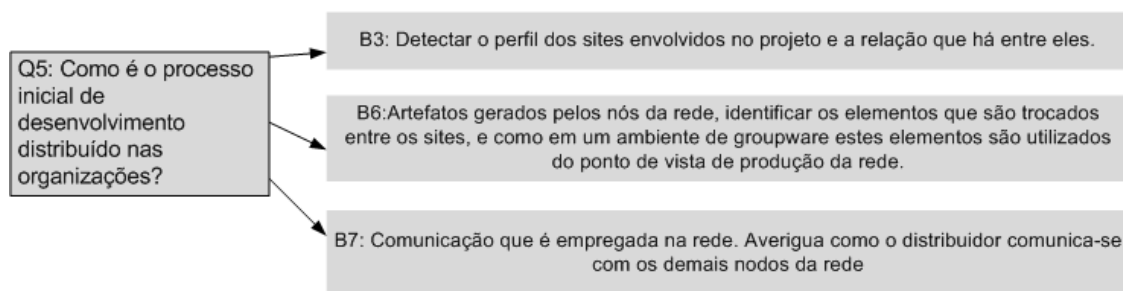 Q5: Como é o processo
inicial de
desenvolvimento
distribuído nas
organizações?
B3: Detectar o perfil dos sites envolvidos no projeto e a relação que há entre eles.
B6:Artefatos gerados pelos nós da rede, identificar os elementos que são trocados
entre os sites, e como em um ambiente de groupware estes elementos são utilizados
do ponto de vista de produção da rede.
B7: Comunicação que é empregada na rede. Averigua como o distribuidor comunica-se
com os demais nodos da rede